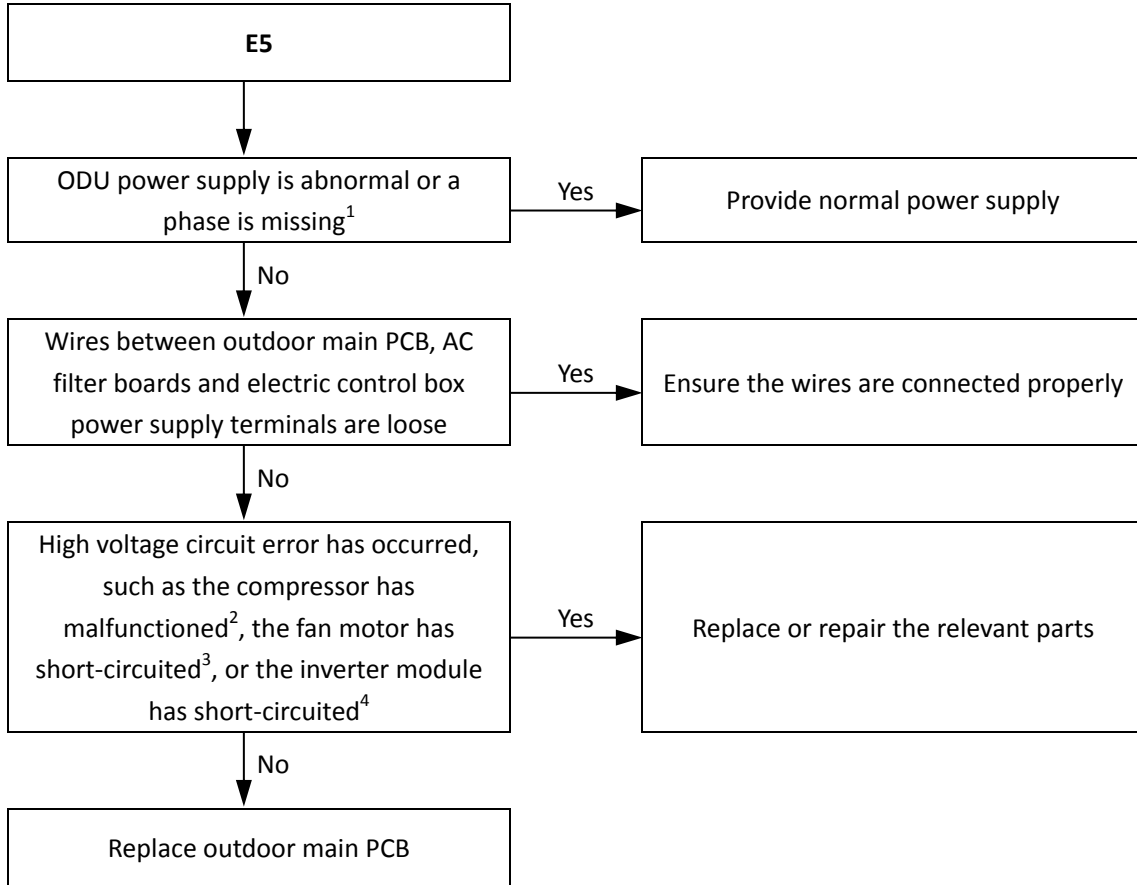 E5
ODU power supply is abnormal or a
phase is missing1
Yes
Provide normal power supply
No
Wires between outdoor main PCB, AC
filter boards and electric control box
power supply terminals are loose
Yes
Ensure the wires are connected properly
No
High voltage circuit error has occurred,
such as the compressor has
malfunctioned2, the fan motor has
short-circuited3, or the inverter module
has short-circuited4
Yes
Replace or repair the relevant parts
No
Replace outdoor main PCB